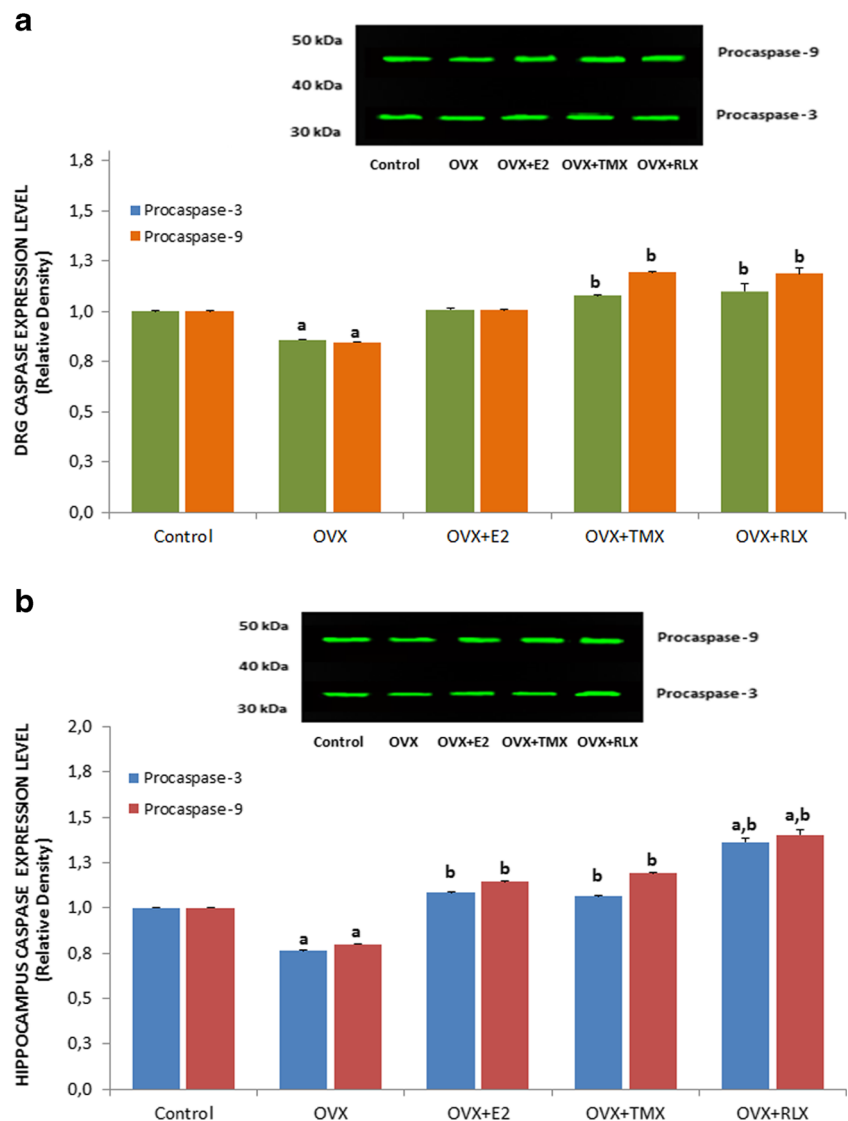 a
50 kDa
Procaspase-9
40 kDa
30 kDa
Procaspase-3
Control OVX OVX+E2 OVX+TMX OVX+RLX
DRG CASPASE EXPRESSION LEVEL
(Relative Density)
1,8
1,5
1,3
1,0
0,8
0,5
0,3
0,0
Procaspase-3
Procaspase-9
a a b b b b
Control OVX OVX+E2 OVX+TMX OVX+RLX
b
50 kDa
Procaspase-9
40 kDa
30 kDa
Procaspase-3
Control OVX OVX+E2 OVX+TMX OVX+RLX
HIPPOCAMPUS CASPASE EXPRESSION LEVEL
(Relative Density)
2,0
1,8
1,5
1,3
1,0
0,8
0,5
0,3
0,0
Procaspase-3
Procaspase-9
a a b b b b a,b a,b
Control OVX OVX+E2 OVX+TMX OVX+RLX